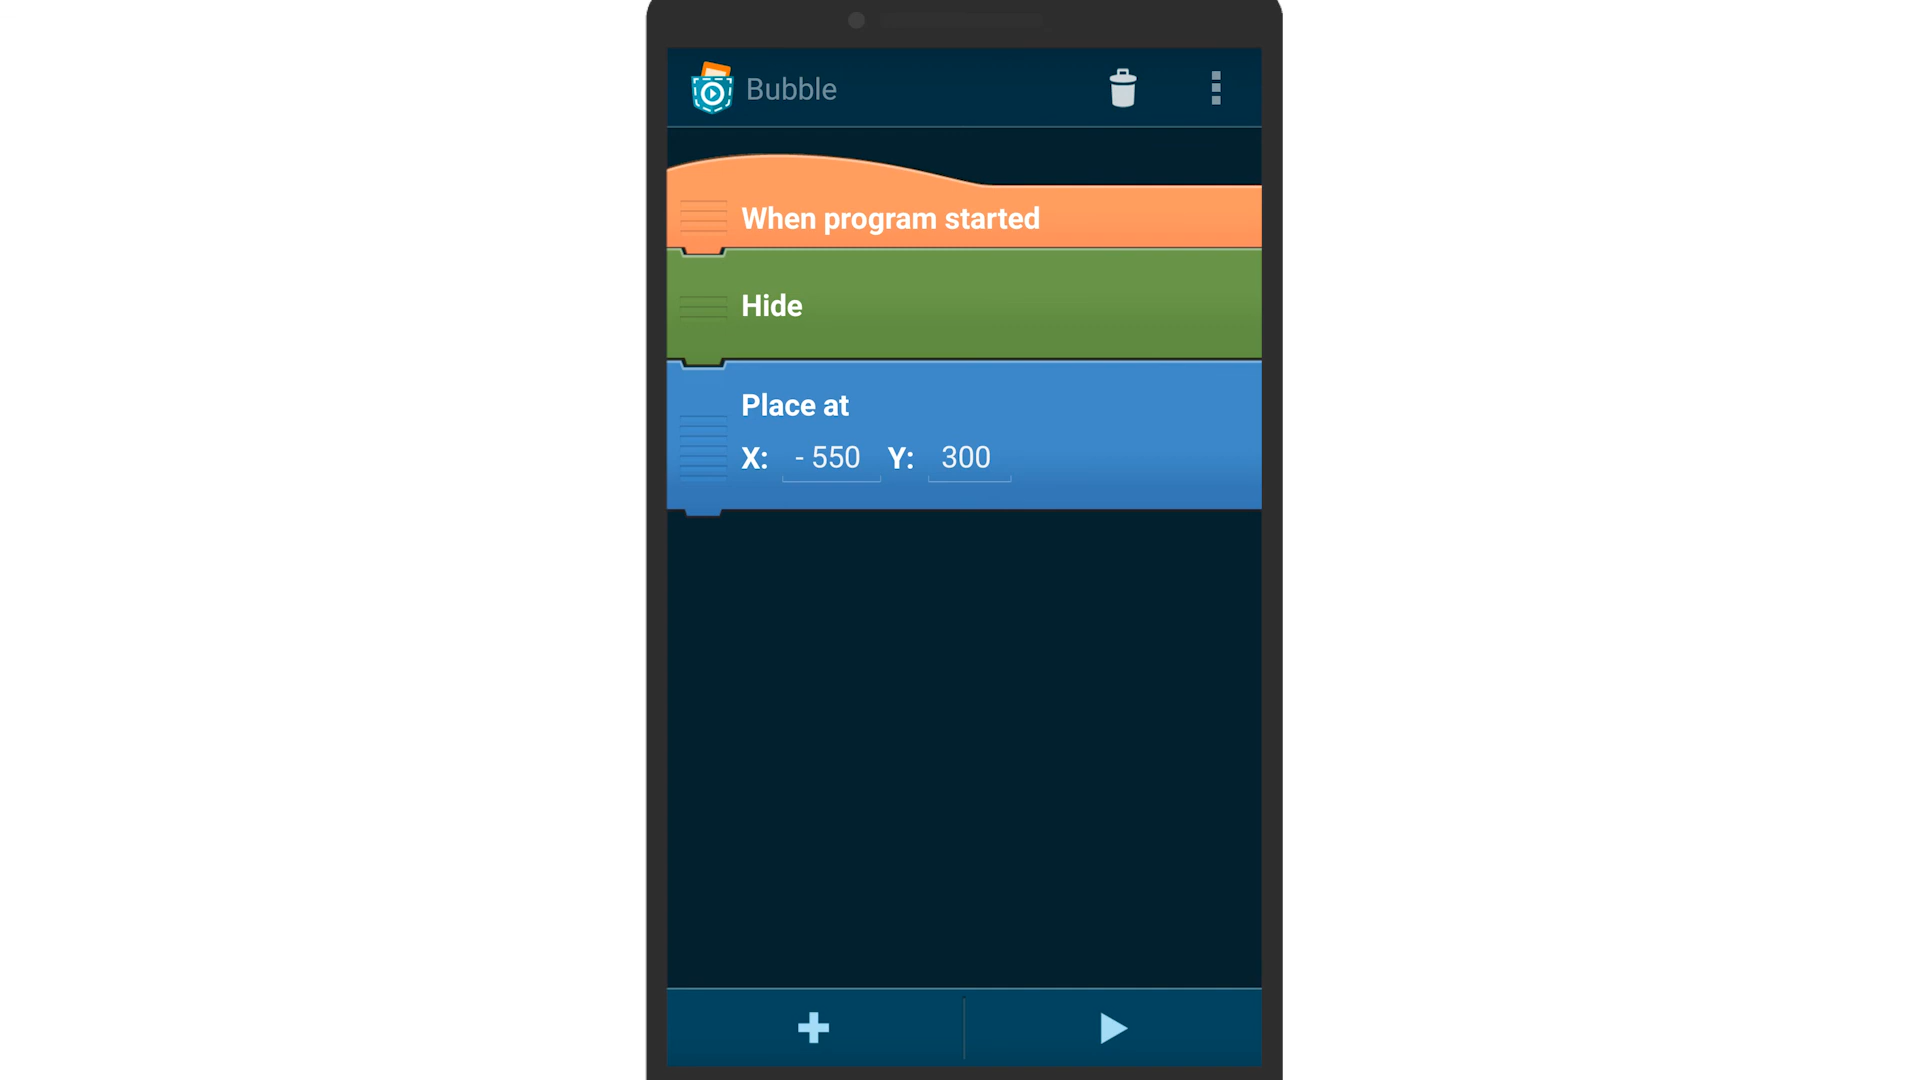 Bubble
When program started
Hide
Place at
X: - 550 Y: 300